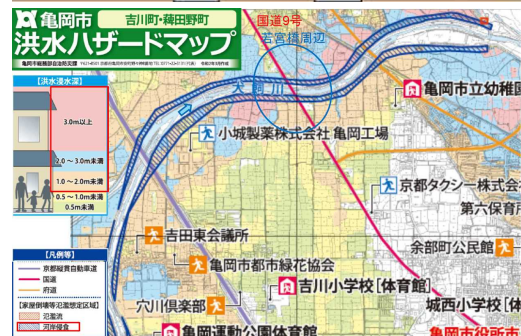 亀岡市
吉川町・薭田野町
洪水ハザードマップ
国道9号
若宮橋周辺
【洪水浸水深】
3.0m以上
2.0～3.0m未満
1.0～2.0m未満
0.5～1.0m未満
0.5m未満
犬飼川
亀岡市立幼稚園
小城製薬株式会社 亀岡工場
京都タクシー株式会社
第六保育所
吉田東会議所
余部町公民館
亀岡市都市緑花協会
吉川小学校［体育館］
穴川倶楽部
城西小学校［体
亀岡運動公園体育館
亀岡市役所市
【凡例等】
京都縦貫自動車道
国道
府道
【家屋倒壊等氾濫想定区域】
氾濫流
河岸侵食